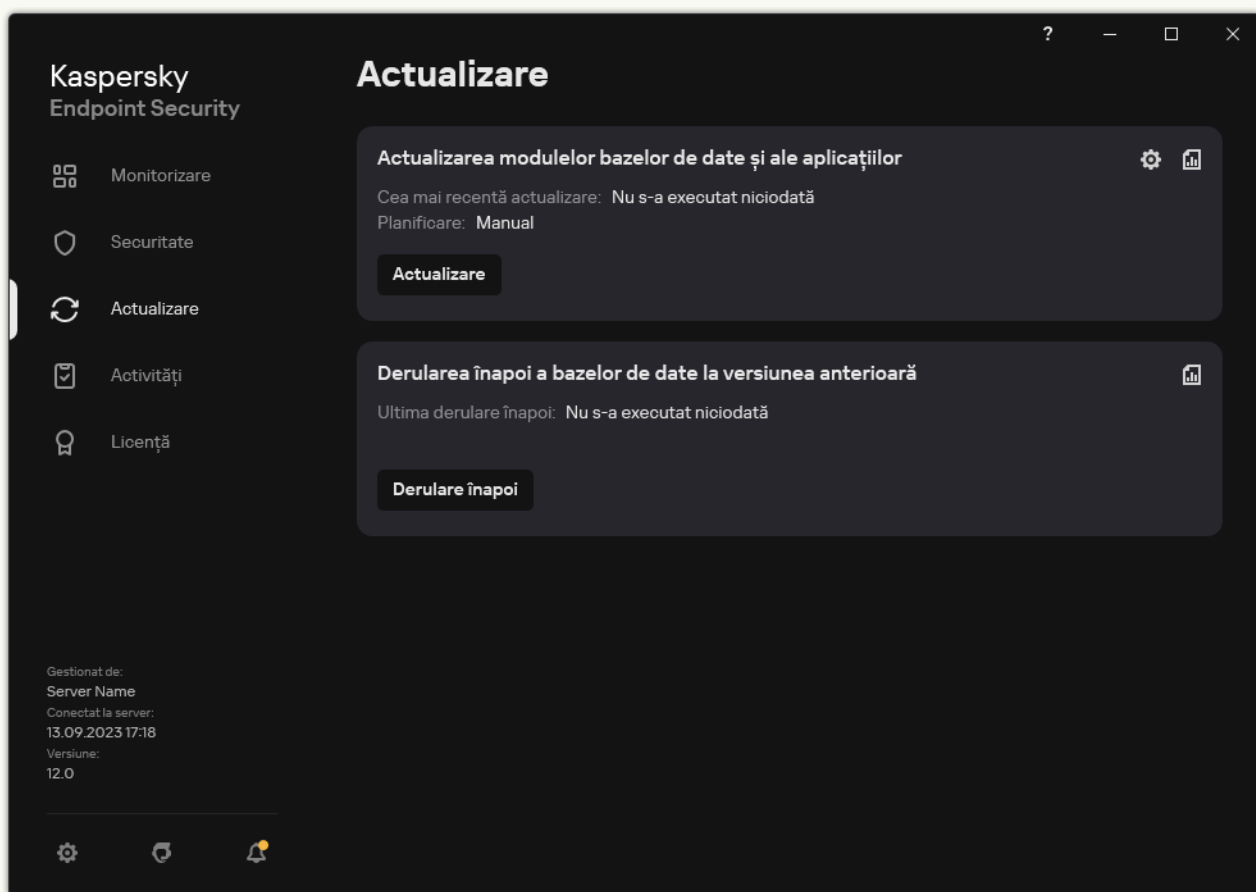 ?
Kaspersky
Endpoint Security
Monitorizare
Securitate
Actualizare
Activități
Licență
Gestionat de:
Server Name
Conectat la server:
13.09.2023 17:18
Versiune:
12.0
Actualizare
Actualizarea modulelor bazelor de date și ale aplicațiilor
Cea mai recentă actualizare: Nu s-a executat niciodată
Planificare: Manual
Actualizare
Derularea înapoi a bazelor de date la versiunea anterioară
Ultima derulare înapoi: Nu s-a executat niciodată
Derulare înapoi